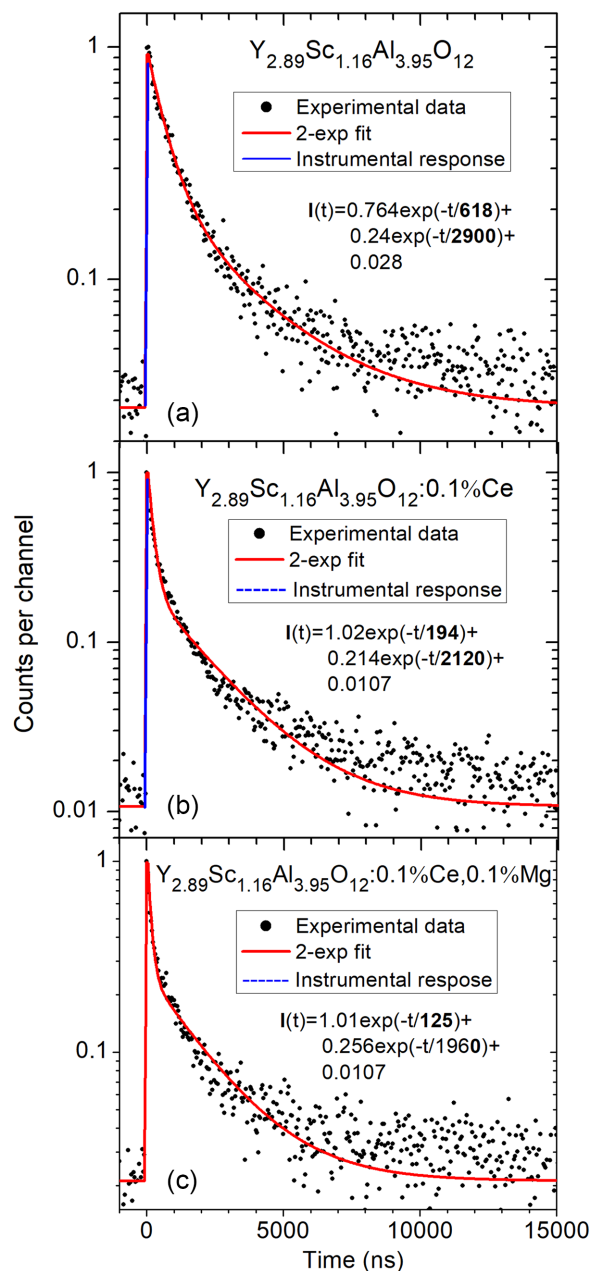 Counts per channel
1
Y2.89Sc1.16Al3.95O12
Experimental data
2-exp fit
Instrumental response
I(t)=0.764exp(-t/618)+
0.24exp(-t/2900)+
0.028
0.1
(a)
1
Y2.89Sc1.16Al3.95O12:0.1%Ce
Experimental data
2-exp fit
Instrumental response
I(t)=1.02exp(-t/194)+
0.214exp(-t/2120)+
0.0107
0.1
0.01
(b)
1
Y2.89Sc1.16Al3.95O12:0.1%Ce,0.1%Mg
Experimental data
2-exp fit
Instrumental respose
I(t)=1.01exp(-t/125)+
0.256exp(-t/1960)+
0.0107
0.1
(c)
0 5000 10000 15000
Time (ns)